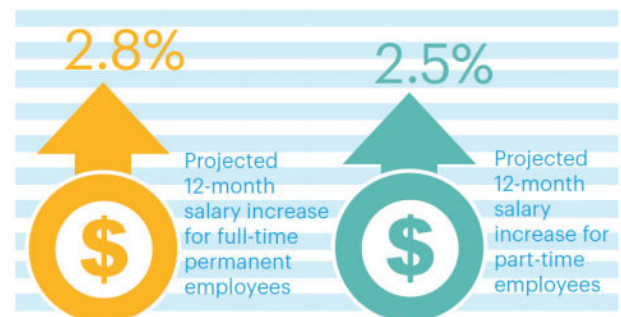 2.8%
$
Projected
12-month
salary increase
for full-time
permanent
employees
2.5%
$
Projected
12-month
salary
increase for
part-time
employees